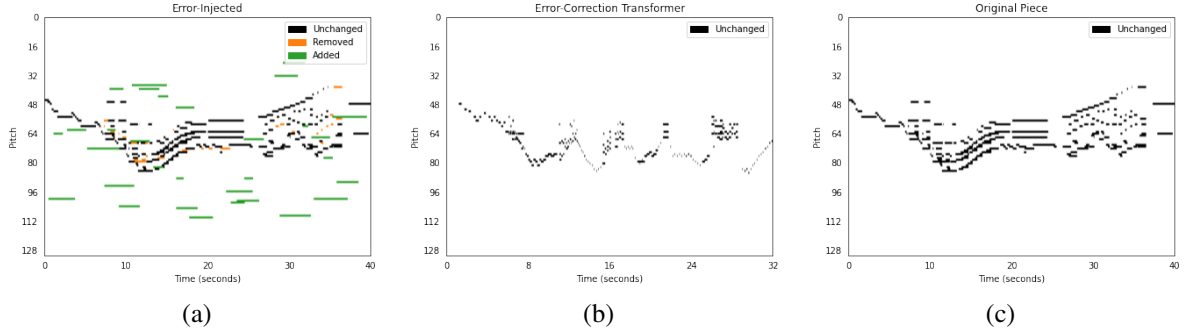 Error-Injected
Unchanged
Removed
Added
0
16
32
48
64
80
96
112
128
Pitch
0
10
20
30
40
Time (seconds)
(a)
Error-Correction Transformer
Unchanged
0
16
32
48
64
80
96
112
128
Pitch
0
8
16
24
32
Time (seconds)
(b)
Original Piece
Unchanged
0
16
32
48
64
80
96
112
128
Pitch
0
10
20
30
40
Time (seconds)
(c)